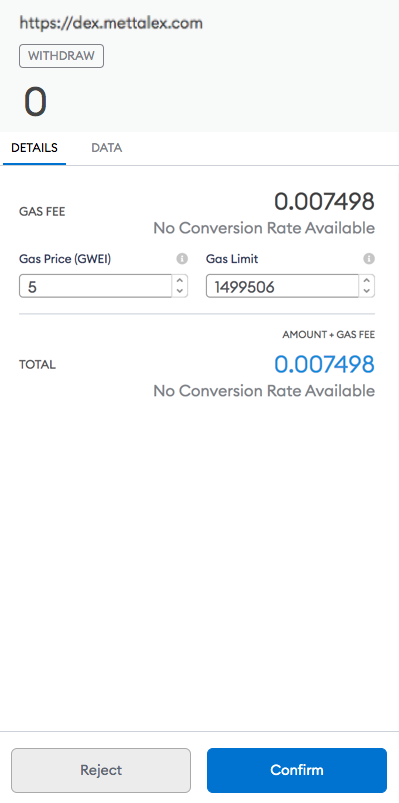 https://dex.mettalex.com
WITHDRAW
0
DETAILS DATA
GAS FEE 0.007498
No Conversion Rate Available
Gas Price (GWEI) Gas Limit
5 1499506
AMOUNT + GAS FEE
TOTAL 0.007498
No Conversion Rate Available
Reject Confirm